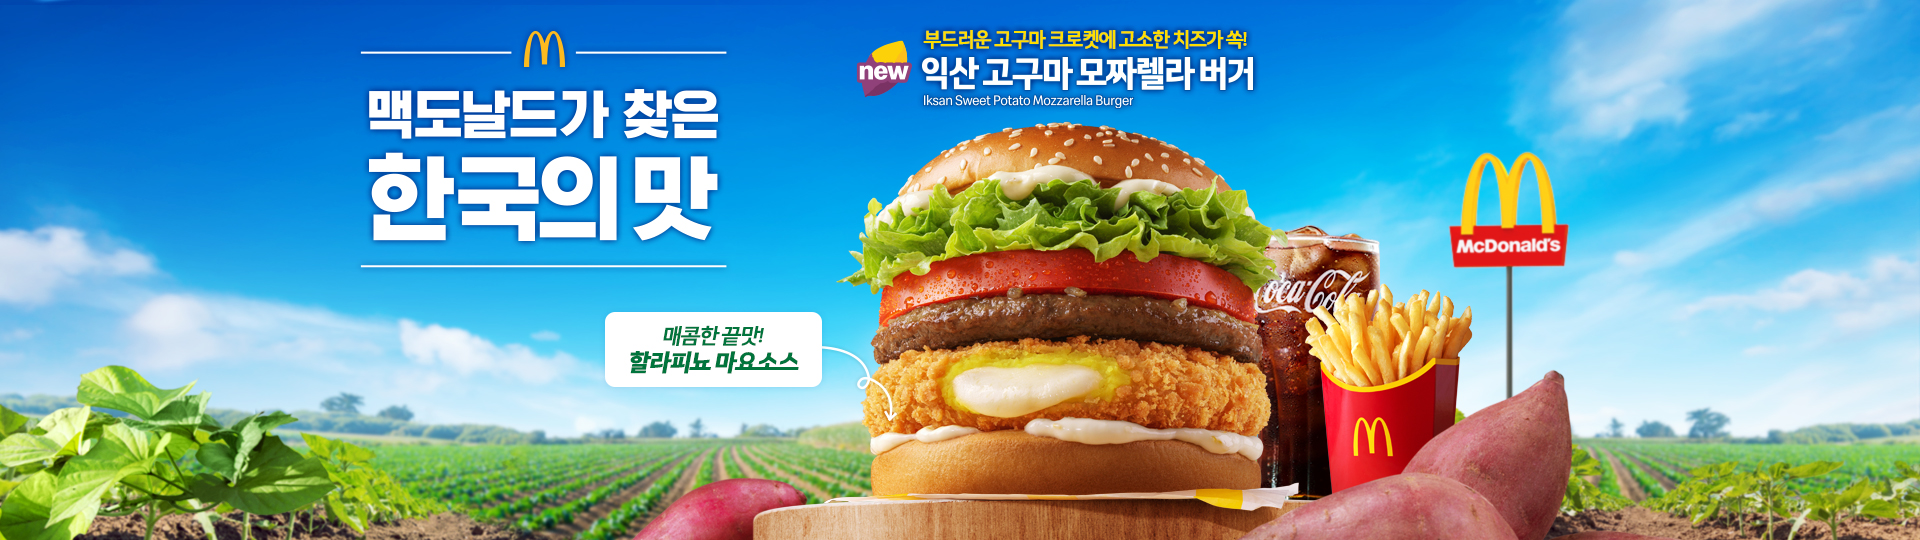 맥도날드가 찾은
한국의 맛
부드러운 고구마 크로켓에 고소한 치즈가 쏙!
new 익산 고구마 모짜렐라 버거
Iksan Sweet Potato Mozzarella Burger
매콤한 끝맛!
할라피뇨 마요소스
Coca-Cola
McDonald's